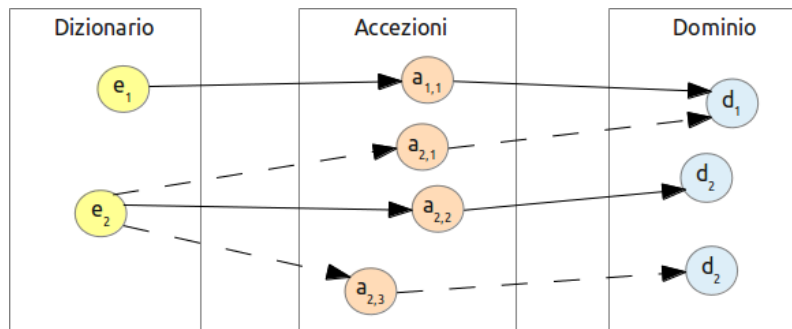 Dizionario Accezioni Dominio
e1 a1,1 d1
a2,1
e2 a2,2 d2
a2,3 d2